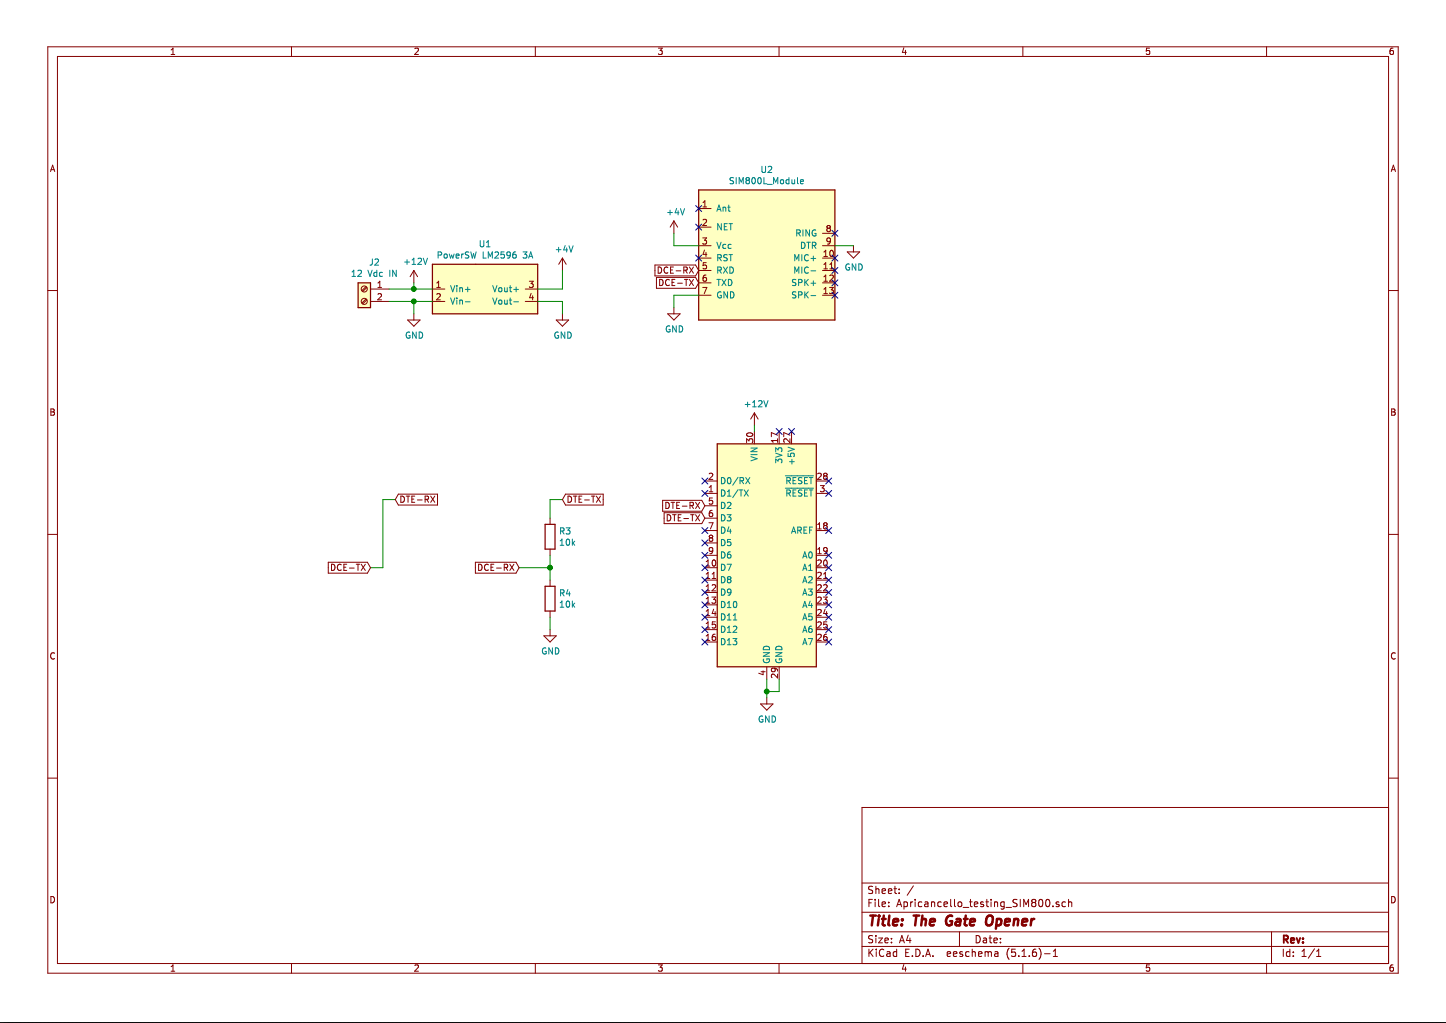 1 2 3 4 5 6
A
B
C
D
A
B
C
D
1 2 3 4 5 6
J2
12 Vdc IN
1
2
+12V
GND
U1
PowerSW LM2596 3A
1 Vin+
2 Vin-
Vout+ 3
Vout- 4
+4V
GND
U2
SIM800L_Module
+4V
1 Ant
2 NET
3 Vcc
4 RST
DCE-RX 5 RXD
DCE-TX 6 TXD
7 GND
GND
RING 8
DTR 9
MIC+ 10
MIC- 11
SPK+ 12
SPK- 13
GND
DTE-RX
DCE-TX
DTE-TX
R3
10k
DCE-RX
R4
10k
GND
+12V
30 17 27
VIN 3V3 +5V
2 D0/RX
1 D1/TX
DTE-RX 5 D2
DTE-TX 6 D3
7 D4
8 D5
9 D6
10 D7
11 D8
12 D9
13 D10
14 D11
15 D12
16 D13
RESET 28
RESET 3
AREF 18
A0 19
A1 20
A2 21
A3 22
A4 23
A5 24
A6 25
A7 26
GND GND
4 29
GND
Sheet: /
File: Apricancello_testing_SIM800.sch
Title: The Gate Opener
Size: A4 Date: Rev:
KiCad E.D.A. eeschema (5.1.6)-1 Id: 1/1